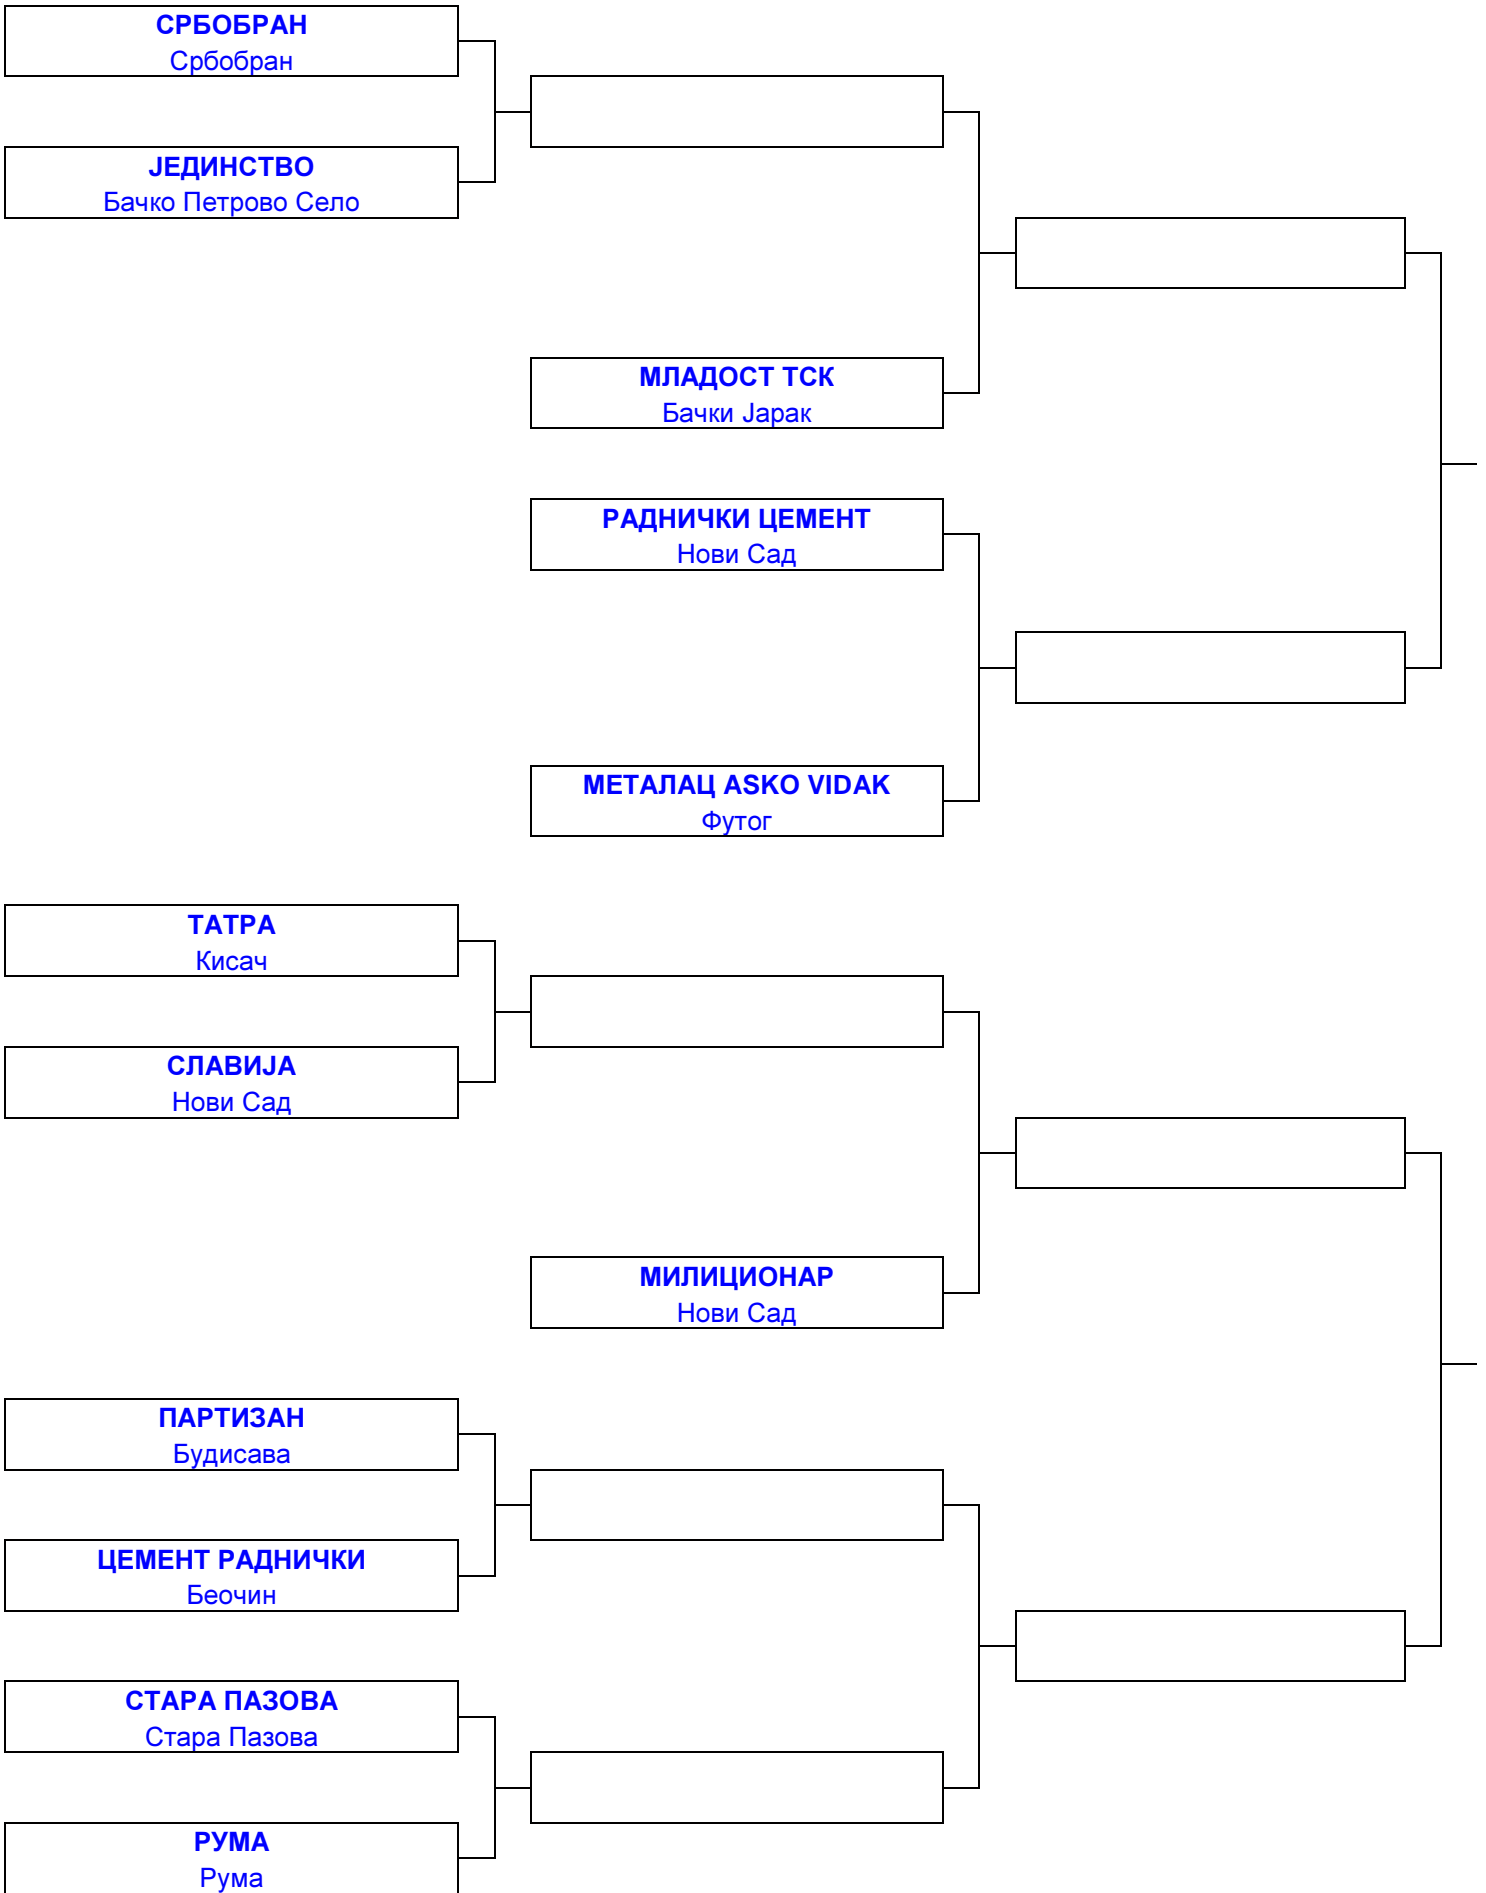 СРБОБРАН
Србобран
ЈЕДИНСТВО
Бачко Петрово Село
МЛАДОСТ ТСК
Бачки Јарак
РАДНИЧКИ ЦЕМЕНТ
Нови Сад
МЕТАЛАЦ ASKO VIDAK
Футог
ТАТРА
Кисач
СЛАВИЈА
Нови Сад
МИЛИЦИОНАР
Нови Сад
ПАРТИЗАН
Будисава
ЦЕМЕНТ РАДНИЧКИ
Беочин
СТАРА ПАЗОВА
Стара Пазова
РУМА
Рума